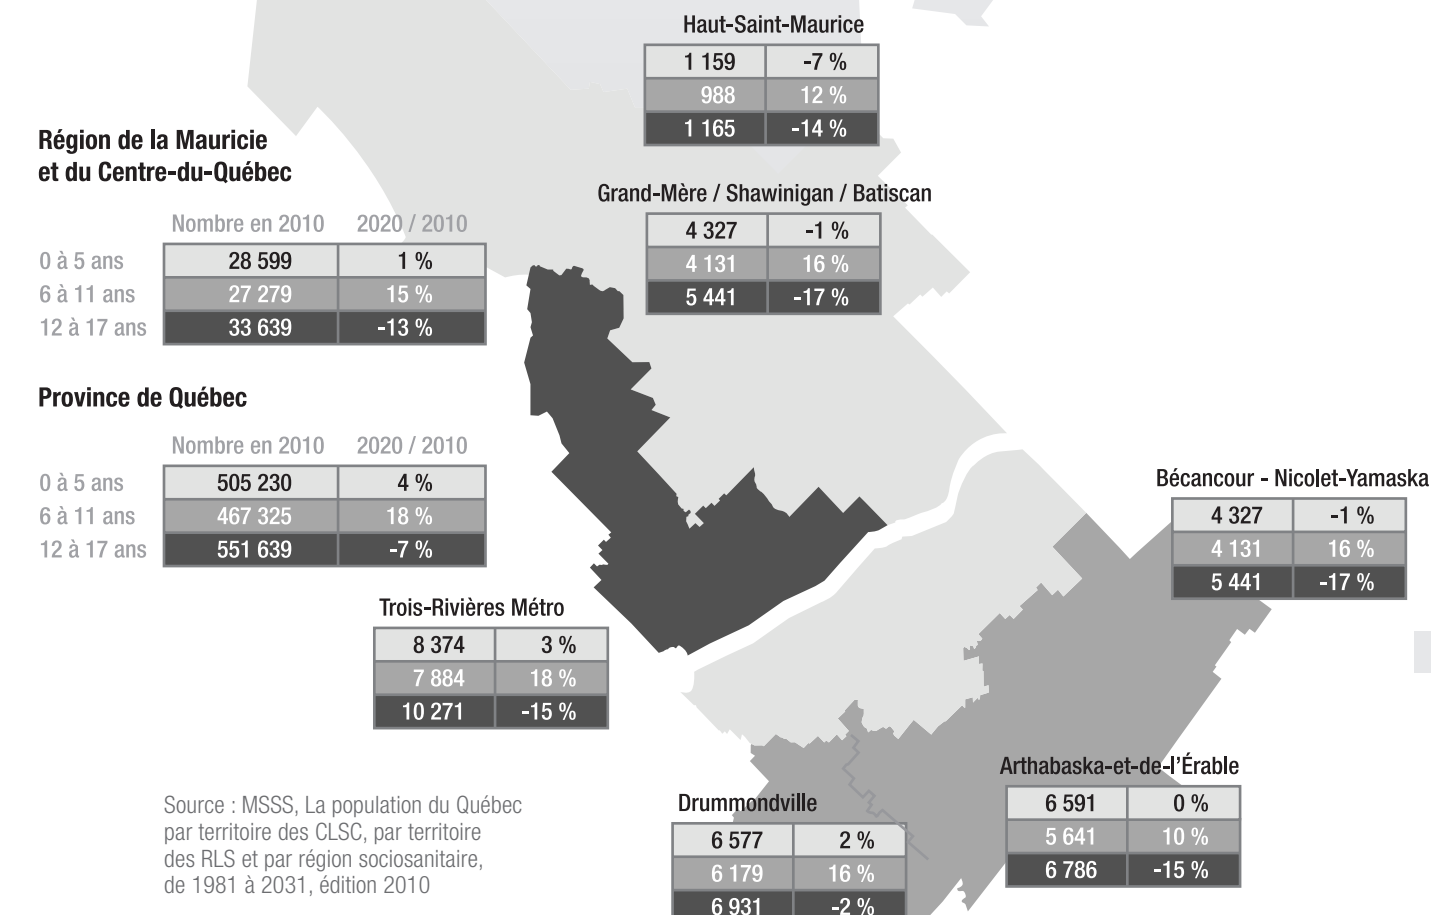 Haut-Saint-Maurice
1 159 -7 %
988 12 %
1 165 -14 %
Région de la Mauricie
et du Centre-du-Québec
Nombre en 2010 2020 / 2010
0 à 5 ans 28 599 1 %
6 à 11 ans 27 279 15 %
12 à 17 ans 33 639 -13 %
Grand-Mère / Shawinigan / Batiscan
4 327 -1 %
4 131 16 %
5 441 -17 %
Province de Québec
Nombre en 2010 2020 / 2010
0 à 5 ans 505 230 4 %
6 à 11 ans 467 325 18 %
12 à 17 ans 551 639 -7 %
Bécancour - Nicolet-Yamaska
4 327 -1 %
4 131 16 %
5 441 -17 %
Trois-Rivières Métro
8 374 3 %
7 884 18 %
10 271 -15 %
Arthabaska-et-de-l'Érable
6 591 0 %
5 641 10 %
6 786 -15 %
Drummondville
6 577 2 %
6 179 16 %
6 931 -2 %
Source : MSSS, La population du Québec
par territoire des CLSC, par territoire
des RLS et par région sociosanitaire,
de 1981 à 2031, édition 2010